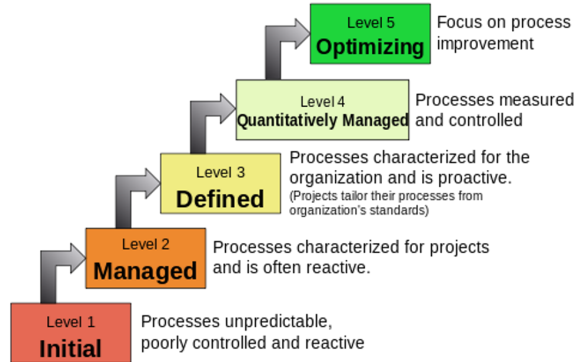 Level 5
Optimizing
Focus on process
improvement
Level 4
Quantitatively Managed
Processes measured
and controlled
Level 3
Defined
Processes characterized for the
organization and is proactive.
(Projects tailor their processes from
organization's standards)
Level 2
Managed
Processes characterized for projects
and is often reactive.
Level 1
Initial
Processes unpredictable,
poorly controlled and reactive